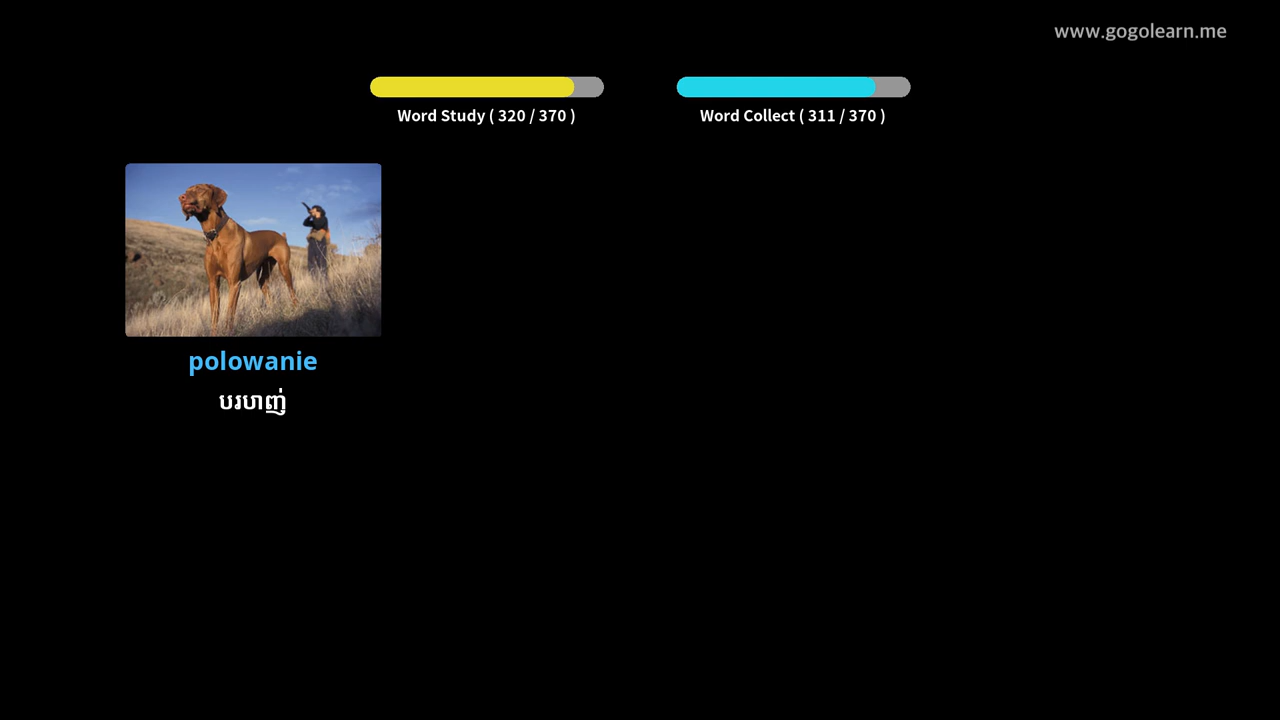 www.gogolearn.me
Word Study ( 320 / 370 )
Word Collect ( 311 / 370 )
polowanie
បរបាញ់